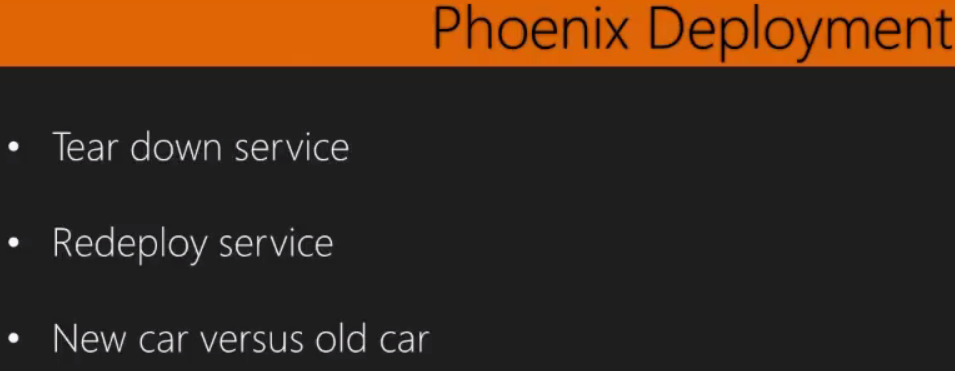 Phoenix Deployment
• Tear down service
• Redeploy service
• New car versus old car